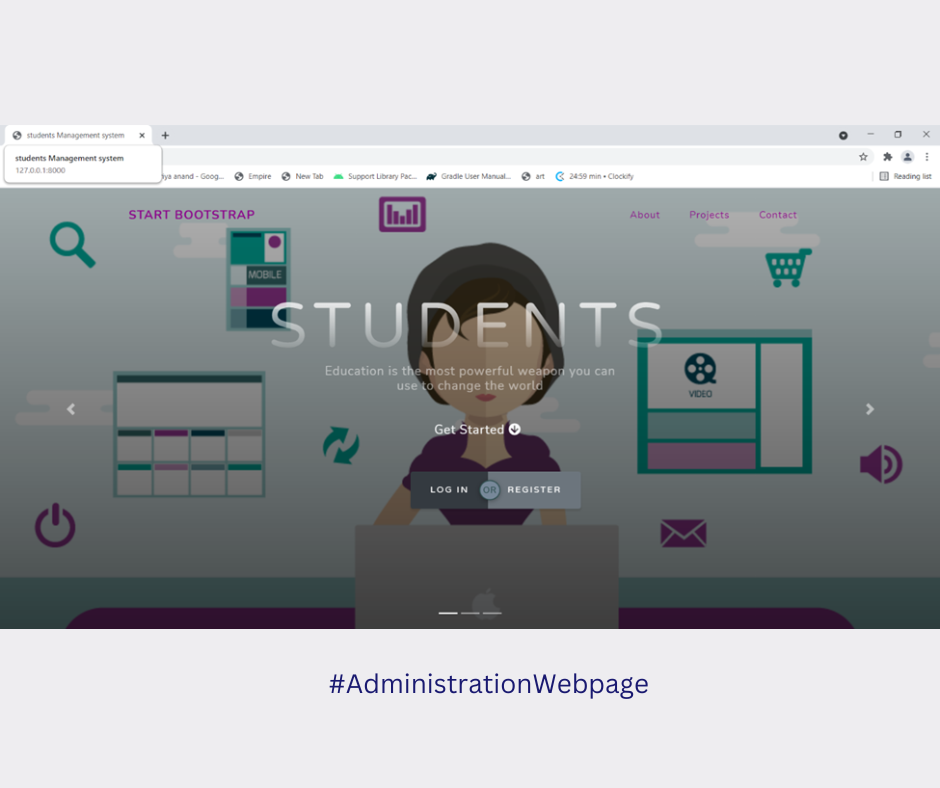 students Management system
students Management system
127.0.0.1:8000
anand - Goog...
Empire
New Tab
Support Library Pac...
Gradle User Manual...
art
24:59 min • Clockify
Reading list
START BOOTSTRAP
About
Projects
Contact
MOBILE
STUDENTS
Education is the most powerful weapon you can
use to change the world
VIDEO
Get Started
LOG IN OR REGISTER
#AdministrationWebpage